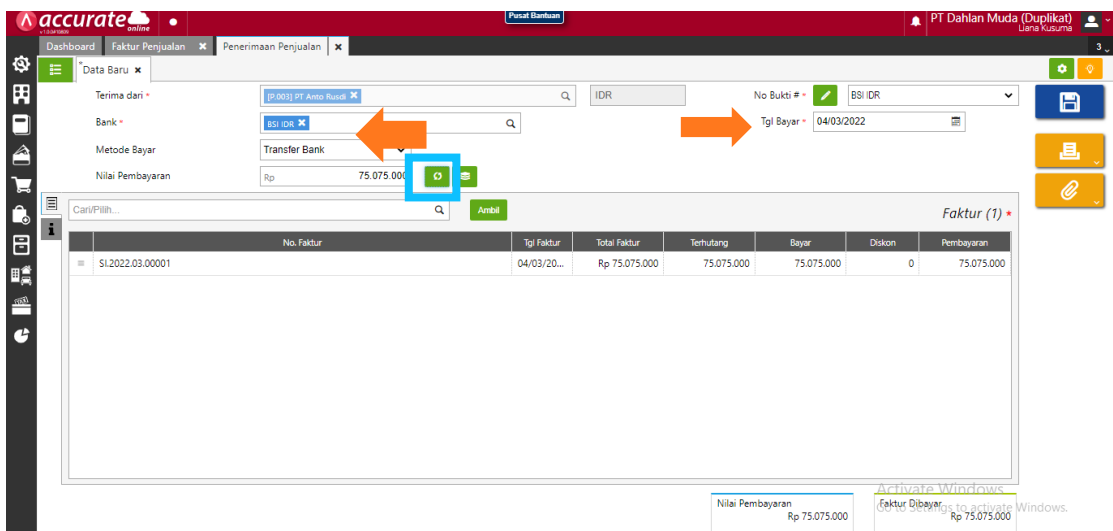 accurate online
Pusat Bantuan
PT Dahlan Muda (Duplikat)
Liana Kusuma
Dashboard Faktur Penjualan Penerimaan Penjualan 3
*Data Baru
Terima dari * [P.003] PT Anto Rusdi IDR No Bukti # * BSI IDR
Bank * BSI IDR Tgl Bayar * 04/03/2022
Metode Bayar Transfer Bank
Nilai Pembayaran Rp 75.075.000
Cari/Pilih... Ambil Faktur (1) *
No. Faktur Tgl Faktur Total Faktur Terhutang Bayar Diskon Pembayaran
SI.2022.03.00001 04/03/20... Rp 75.075.000 75.075.000 75.075.000 0 75.075.000
Activate Windows
Nilai Pembayaran Faktur Dibayar
Go to Settings to activate Windows.
Rp 75.075.000 Rp 75.075.000